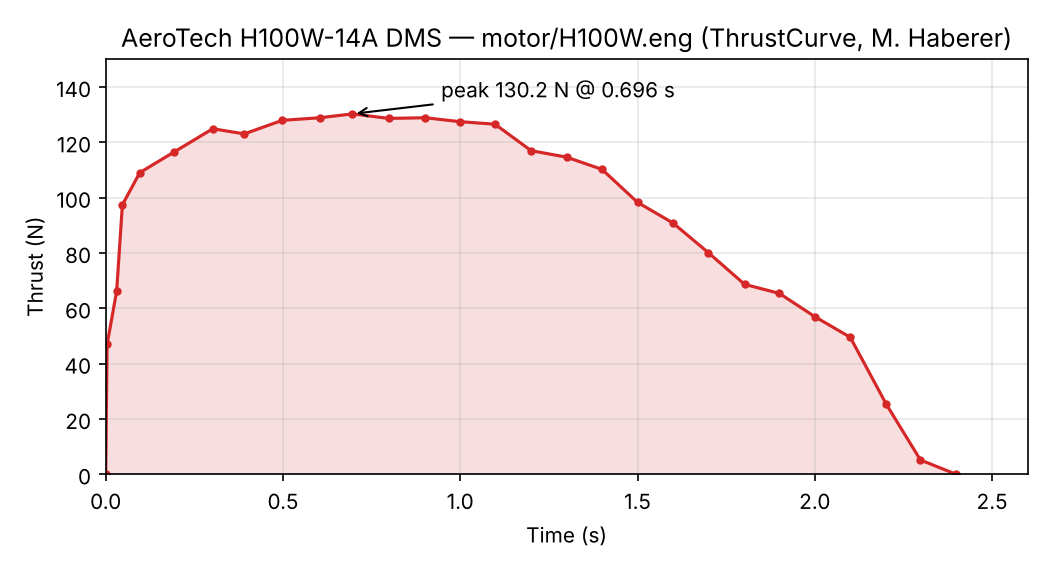 AeroTech H100W-14A DMS — motor/H100W.eng (ThrustCurve, M. Haberer)
peak 130.2 N @ 0.696 s
140
120
100
80
60
40
20
0
Thrust (N)
0.0 0.5 1.0 1.5 2.0 2.5
Time (s)